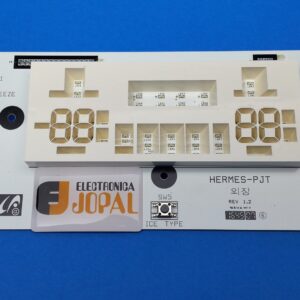 ELECTRONICA
JOPAL
HERMES-PJT
외장
REV 1.2
SW5
ICE TYPE